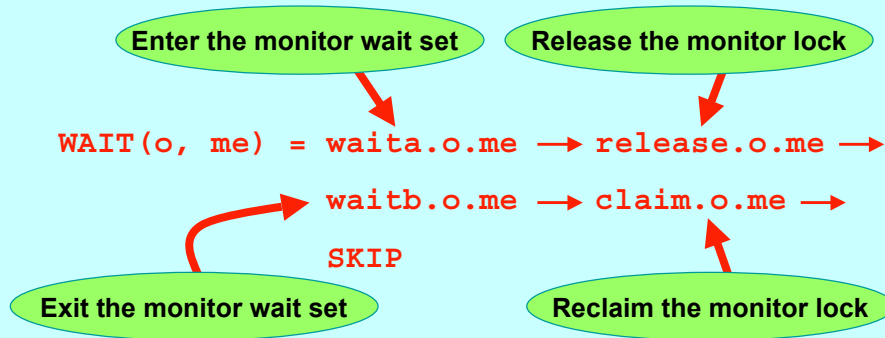 Enter the monitor wait set
Release the monitor lock
WAIT(o, me) = waita.o.me → release.o.me →
waitb.o.me → claim.o.me →
SKIP
Exit the monitor wait set
Reclaim the monitor lock